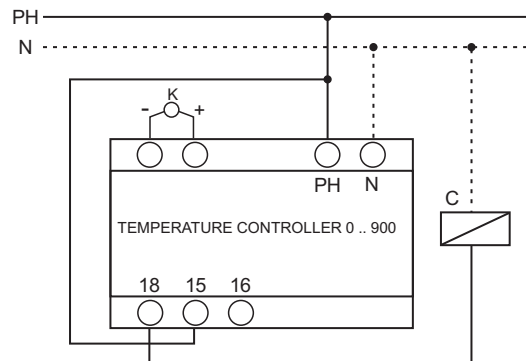 PH
N
K
- +
PH N
TEMPERATURE CONTROLLER 0 .. 900
C
18 15 16